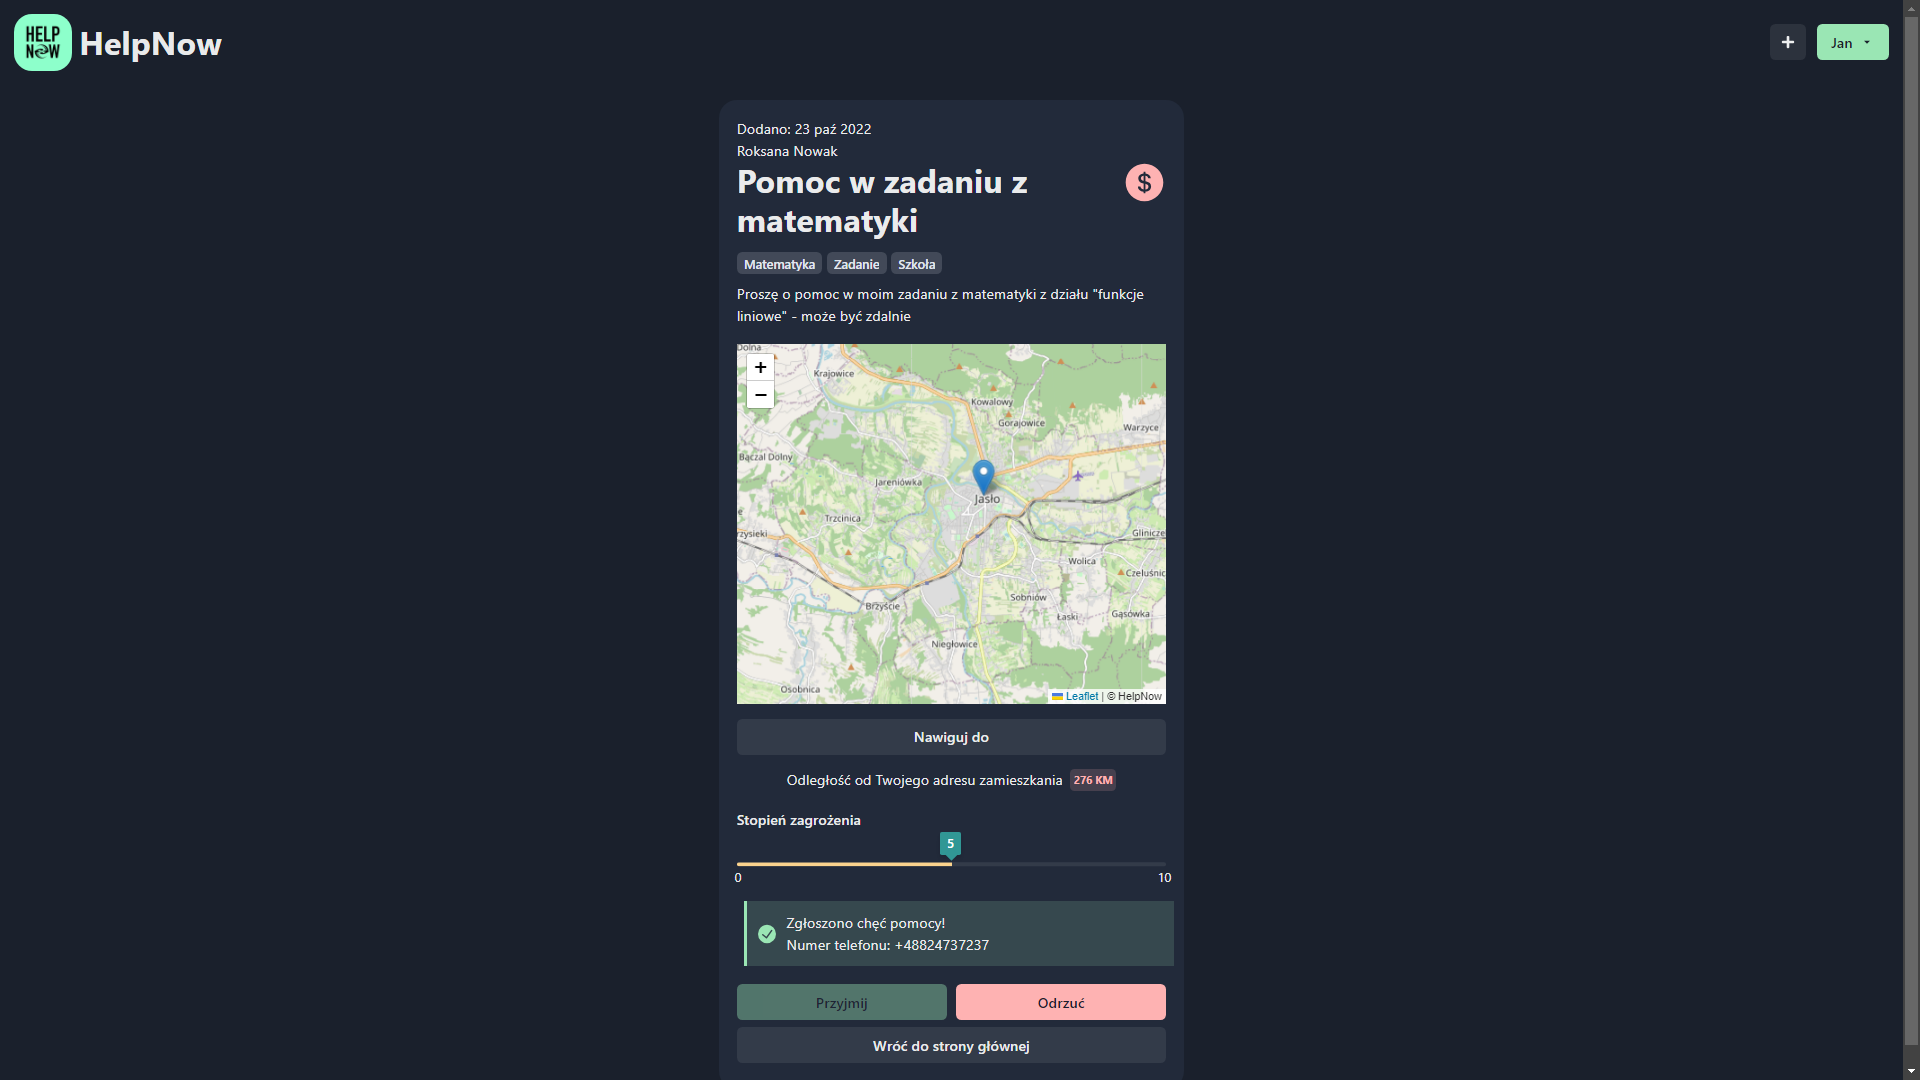 HELP
NOW
HelpNow
+
Jan
Dodano: 23 paź 2022
Roksana Nowak
Pomoc w zadaniu z
matematyki
$
Matematyka Zadanie Szkoła
Proszę o pomoc w moim zadaniu z matematyki z działu "funkcje
liniowe" - może być zdalnie
Dolna
+
−
Krajowice
Kowalowy
Gorajowice
Warzyce
Bączal Dolny
Jareniówka
Jasło
Trzcinica
zysieki
Glinicze
Wolica
Czeluśnic
Sobniów
Brzyście
Łaski
Gąsówka
Niegłowice
Osobnica
Leaflet | © HelpNow
Nawiguj do
Odległość od Twojego adresu zamieszkania 276 KM
Stopień zagrożenia
5
0 10
Zgłoszono chęć pomocy!
Numer telefonu: +48824737237
Przyjmij Odrzuć
Wróć do strony głównej